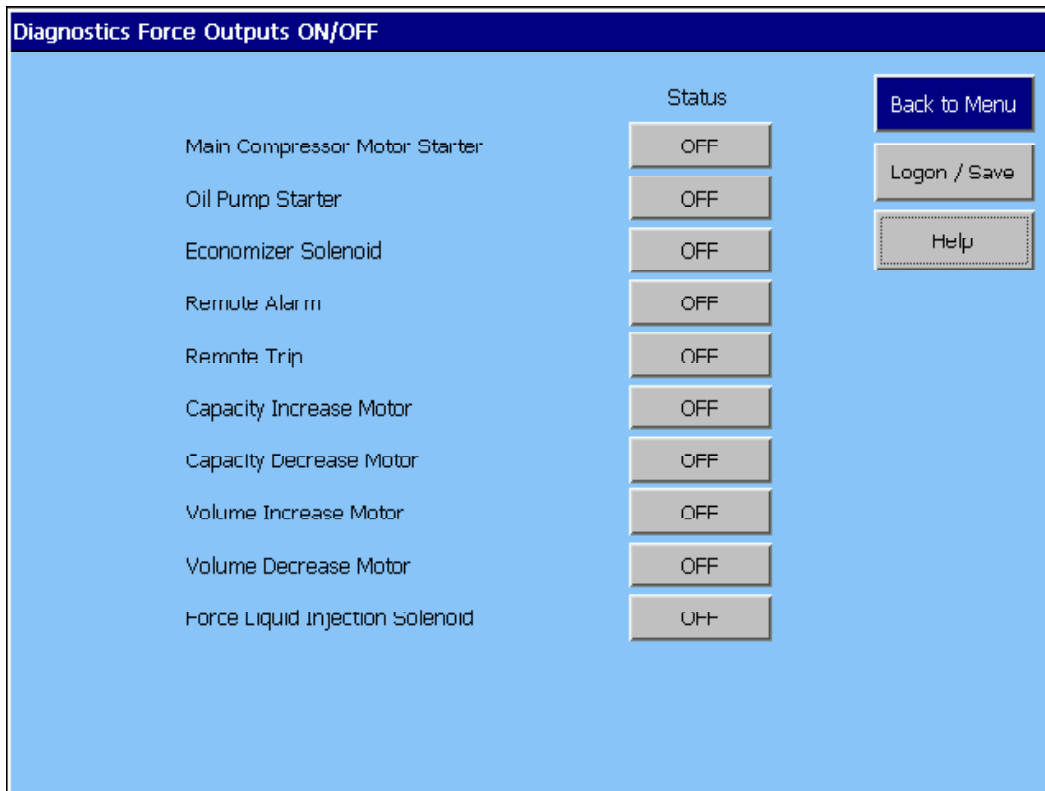 Diagnostics Force Outputs ON/OFF
Status
Back to Menu
Main Compressor Motor Starter OFF
Logon / Save
Oil Pump Starter OFF
Help
Economizer Solenoid OFF
Remote Alarm OFF
Remote Trip OFF
Capacity Increase Motor OFF
Capacity Decrease Motor OFF
Volume Increase Motor OFF
Volume Decrease Motor OFF
Force Liquid Injection Solenoid OFF